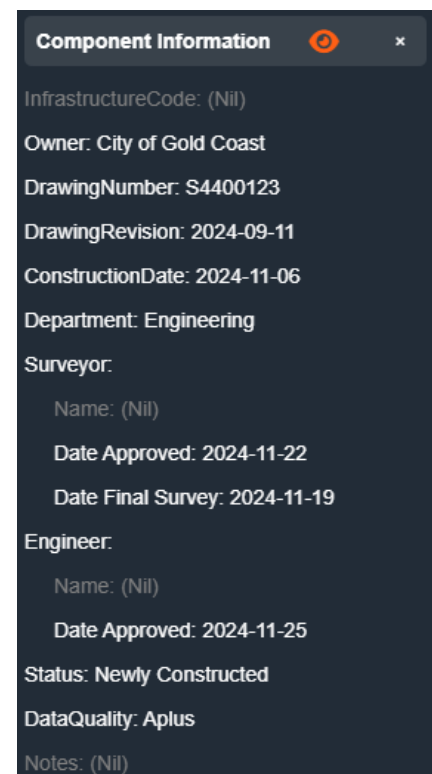 Component Information ×
InfrastructureCode: (Nil)
Owner: City of Gold Coast
DrawingNumber: S4400123
DrawingRevision: 2024-09-11
ConstructionDate: 2024-11-06
Department: Engineering
Surveyor:
Name: (Nil)
Date Approved: 2024-11-22
Date Final Survey: 2024-11-19
Engineer:
Name: (Nil)
Date Approved: 2024-11-25
Status: Newly Constructed
DataQuality: Aplus
Notes: (Nil)